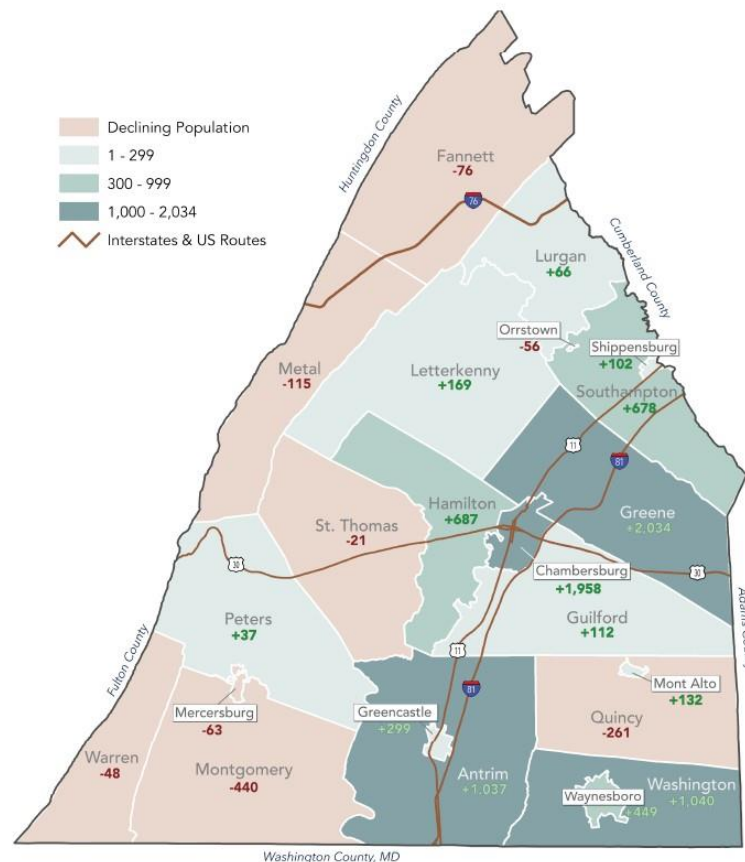 Declining Population
1 - 299
300 - 999
1,000 - 2,034
Interstates & US Routes
Huntingdon County
Fannett
-76
76
Cumberland County
Lurgan
+66
Orrstown
-56
Shippensburg
+102
Metal
-115
Letterkenny
+169
Southampton
+678
11
81
Hamilton
+687
Greene
+2,034
St. Thomas
-21
30
Chambersburg
+1,958
30
Peters
+37
Guilford
+112
11
Fulton County
81
Mont Alto
+132
Mercersburg
-63
Greencastle
+299
Quincy
-261
Warren
-48
Montgomery
-440
Antrim
+1,037
Washington
+1,040
Waynesboro
+449
Washington County, MD